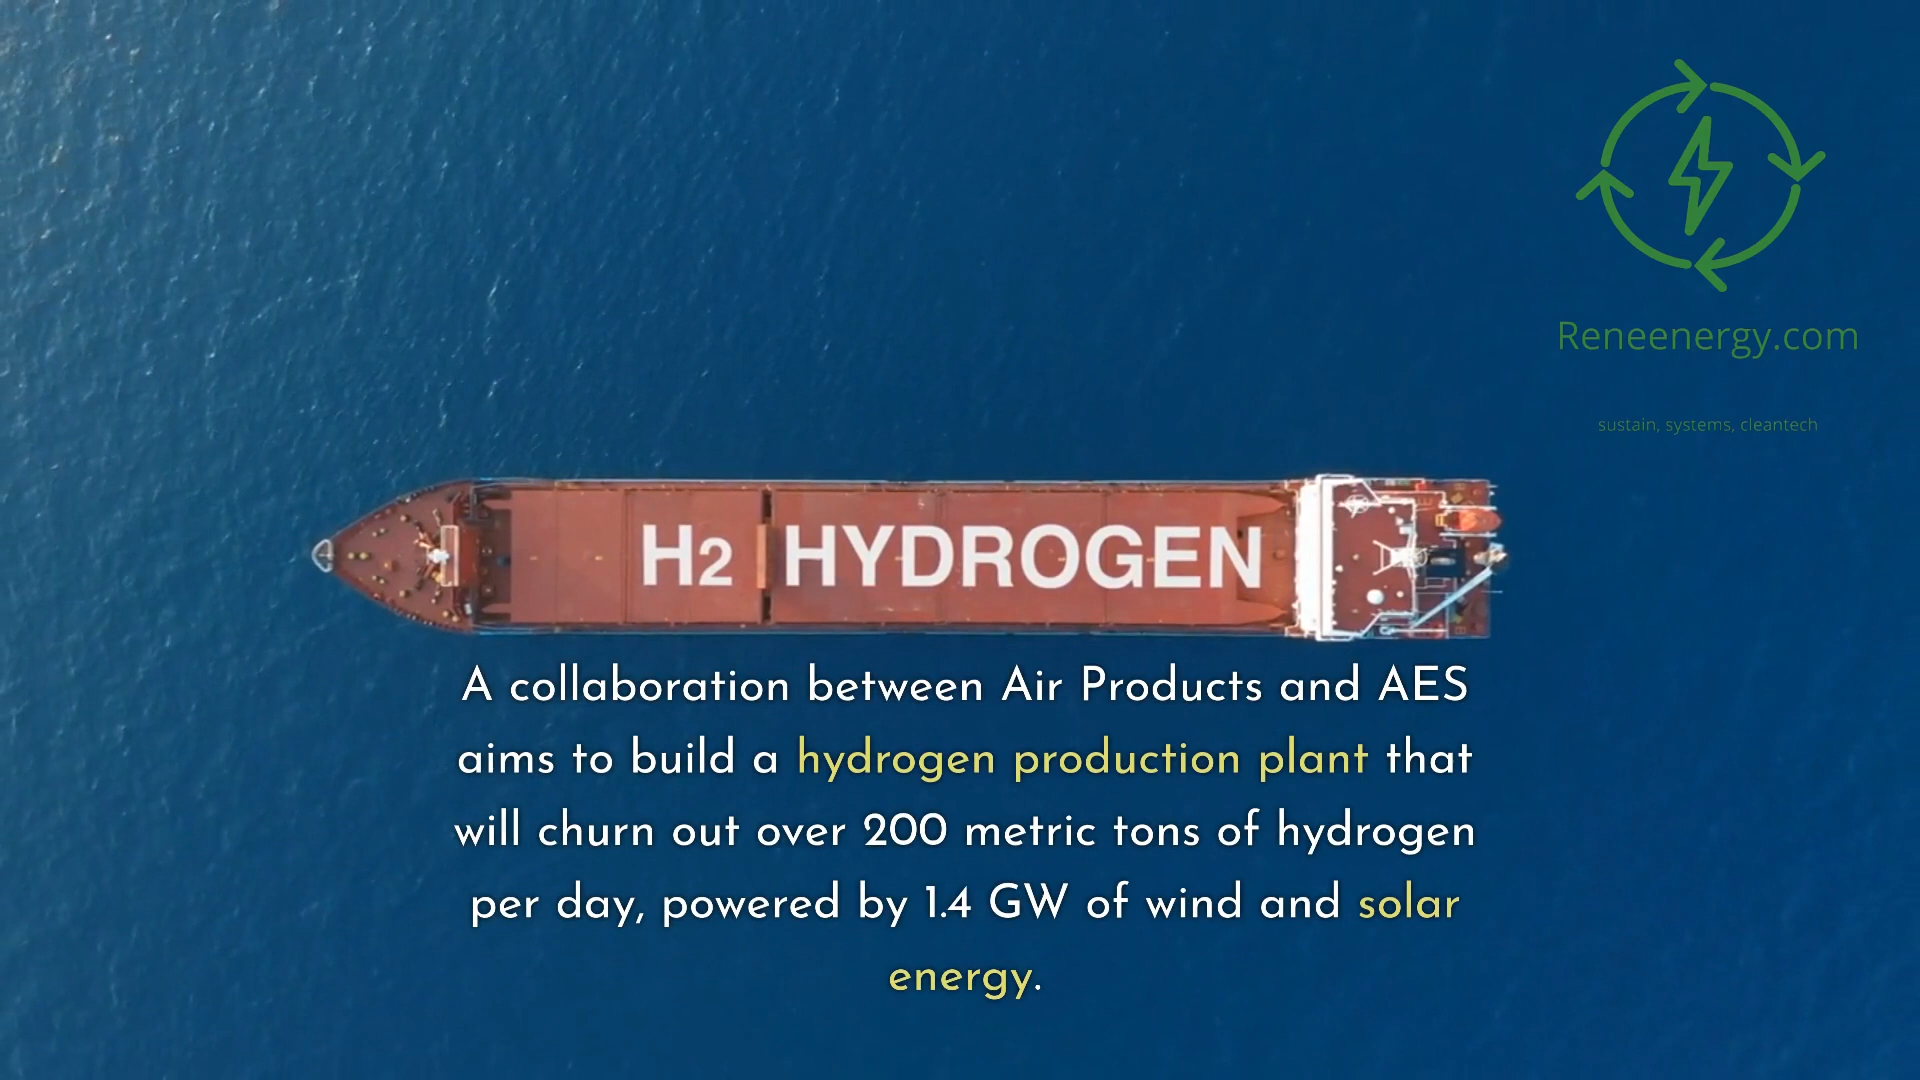 Reneenergy.com
sustain, systems, cleantech
H2 HYDROGEN
A collaboration between Air Products and AES
aims to build a hydrogen production plant that
will churn out over 200 metric tons of hydrogen
per day, powered by 1.4 GW of wind and solar
energy.